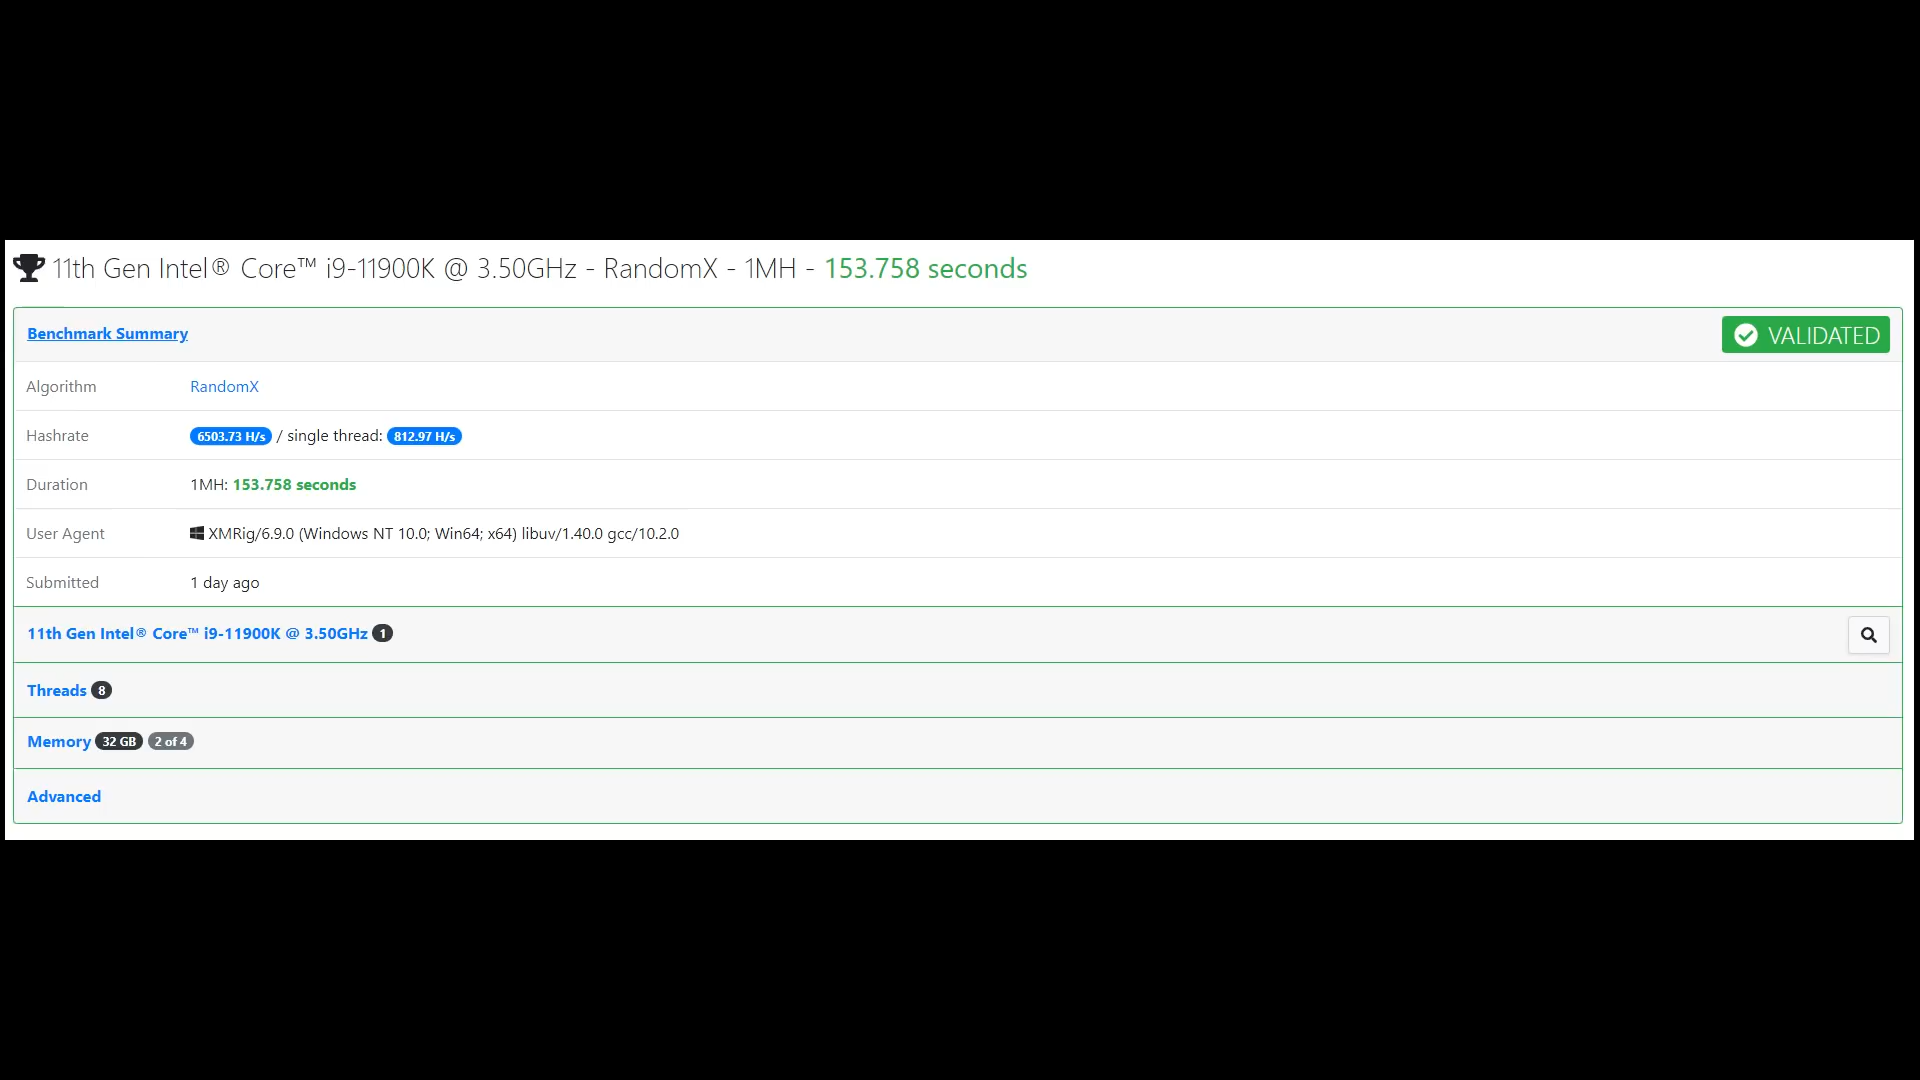 11th Gen Intel® Core™ i9-11900K @ 3.50GHz - RandomX - 1MH - 153.758 seconds
Benchmark Summary VALIDATED
Algorithm RandomX
Hashrate 6503.73 H/s / single thread: 812.97 H/s
Duration 1MH: 153.758 seconds
User Agent XMRig/6.9.0 (Windows NT 10.0; Win64; x64) libuv/1.40.0 gcc/10.2.0
Submitted 1 day ago
11th Gen Intel® Core™ i9-11900K @ 3.50GHz 1
Threads 8
Memory 32 GB 2 of 4
Advanced